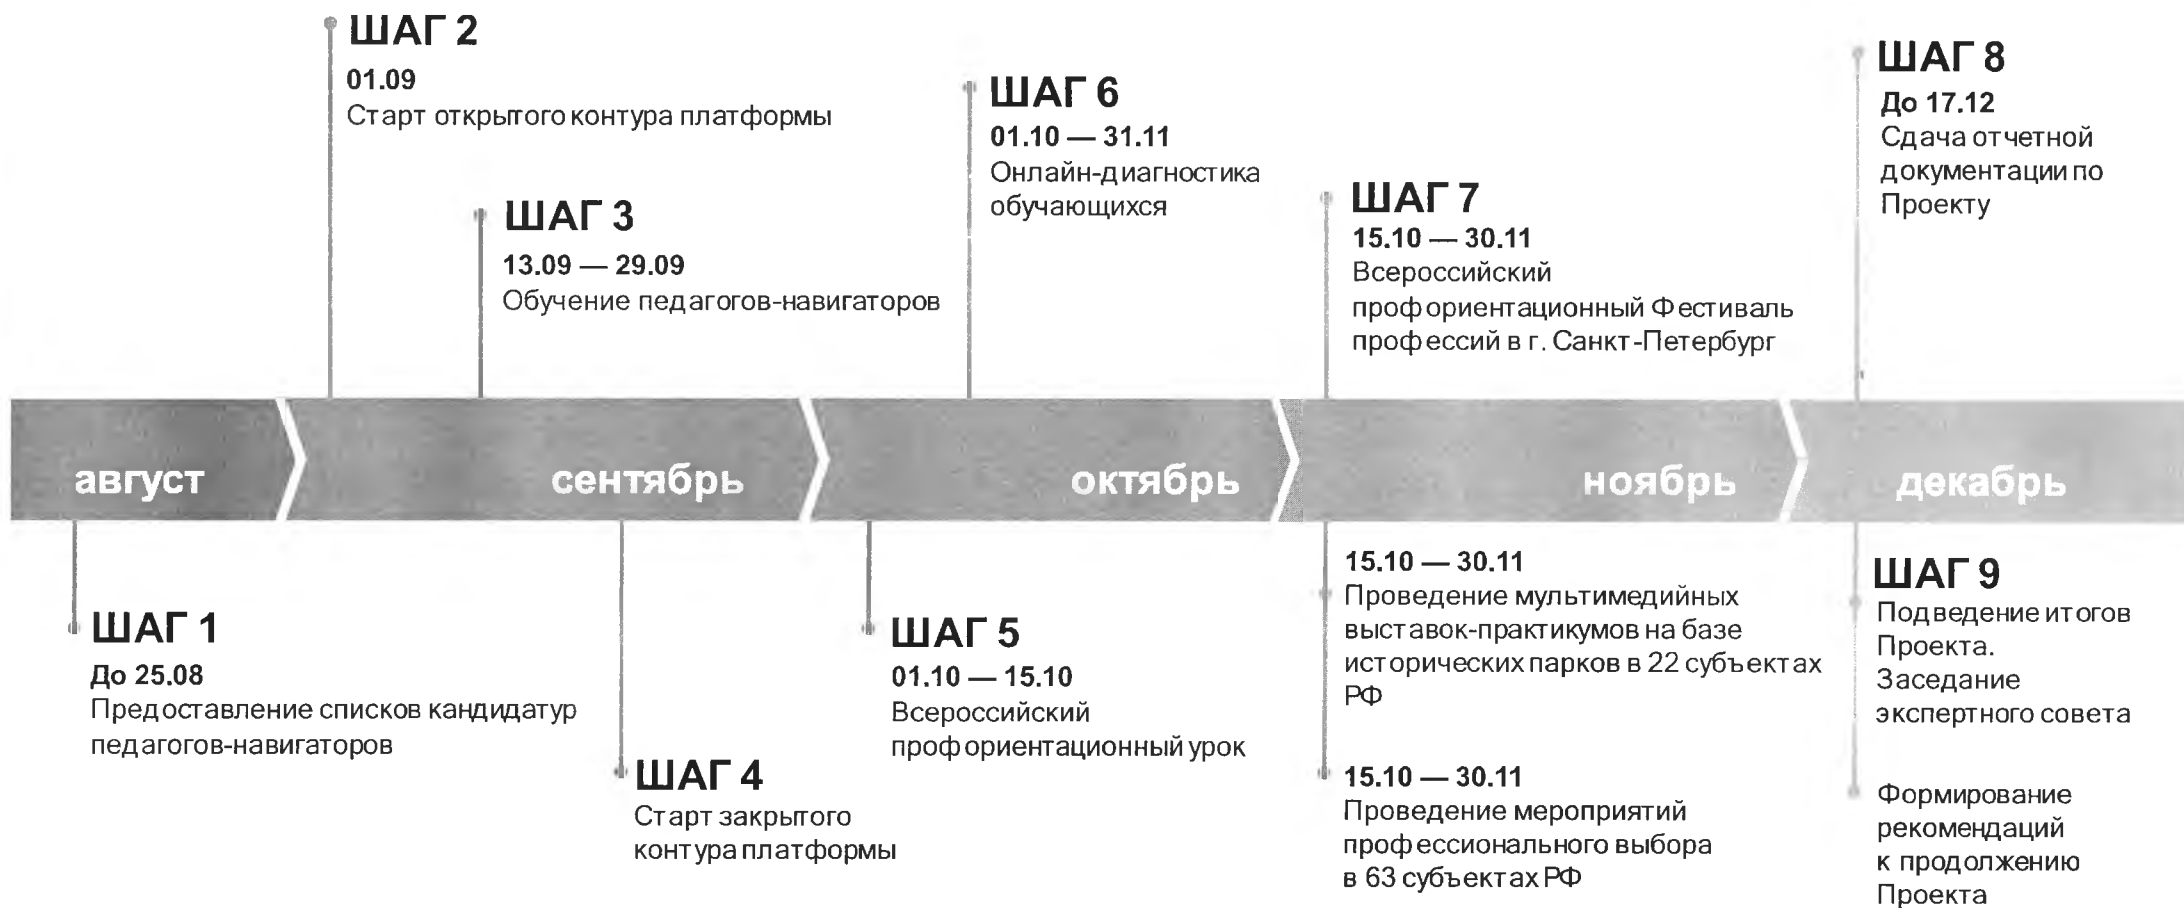 ШАГ 2
01.09
Старт открытого контура платформы
ШАГ 3
13.09 — 29.09
Обучение педагогов-навигаторов
ШАГ 6
01.10 — 31.11
Онлайн-диагностика
обучающихся
ШАГ 7
15.10 — 30.11
Всероссийский
профориентационный Фестиваль
профессий в г. Санкт-Петербург
ШАГ 8
До 17.12
Сдача отчетной
документации по
Проекту
август
сентябрь
октябрь
ноябрь
декабрь
ШАГ 1
До 25.08
Предоставление списков кандидатур
педагогов-навигаторов
ШАГ 4
Старт закрытого
контура платформы
ШАГ 5
01.10 — 15.10
Всероссийский
профориентационный урок
15.10 — 30.11
Проведение мультимедийных
выставок-практикумов на базе
исторических парков в 22 субъектах
РФ
15.10 — 30.11
Проведение мероприятий
профессионального выбора
в 63 субъектах РФ
ШАГ 9
Подведение итогов
Проекта.
Заседание
экспертного совета
Формирование
рекомендаций
к продолжению
Проекта